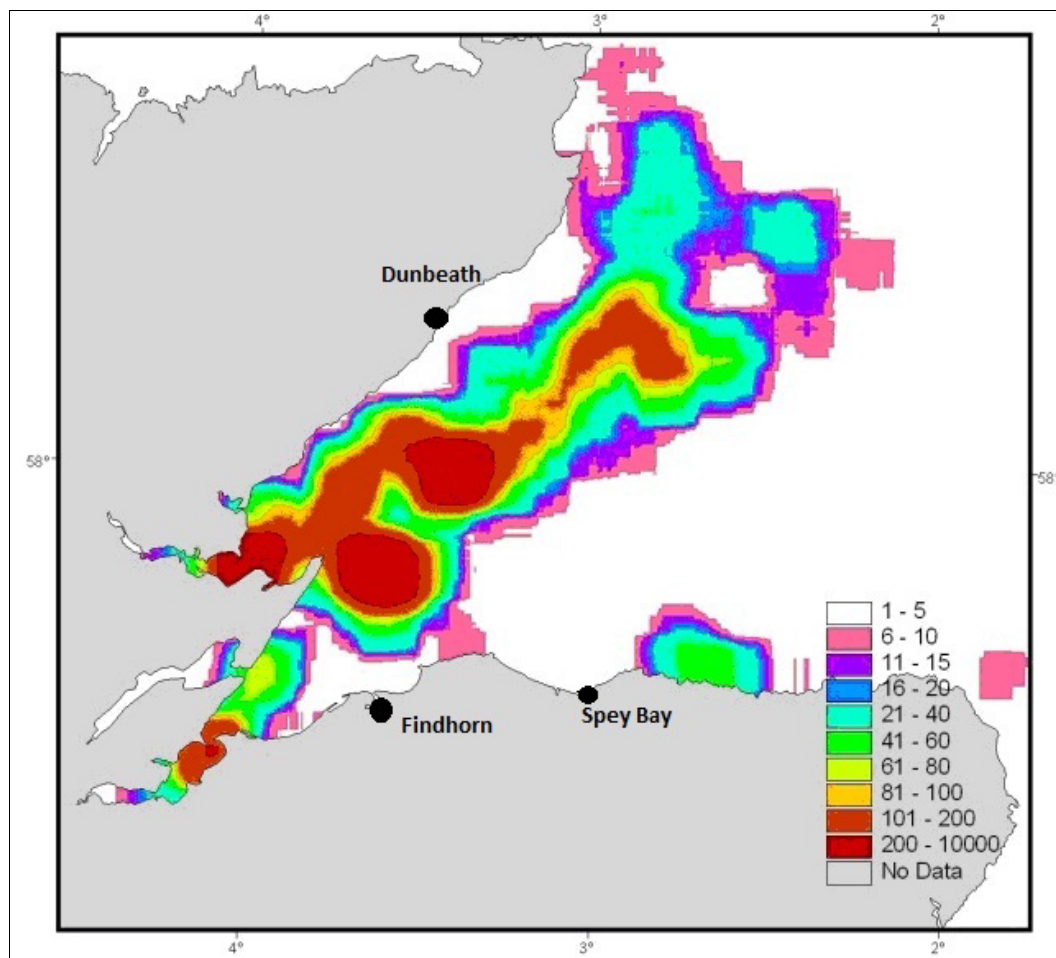 4° 3° 2°
Dunbeath
58° 58°
Findhorn
Spey Bay
1 - 5
6 - 10
11 - 15
16 - 20
21 - 40
41 - 60
61 - 80
81 - 100
101 - 200
200 - 10000
No Data
4° 3° 2°